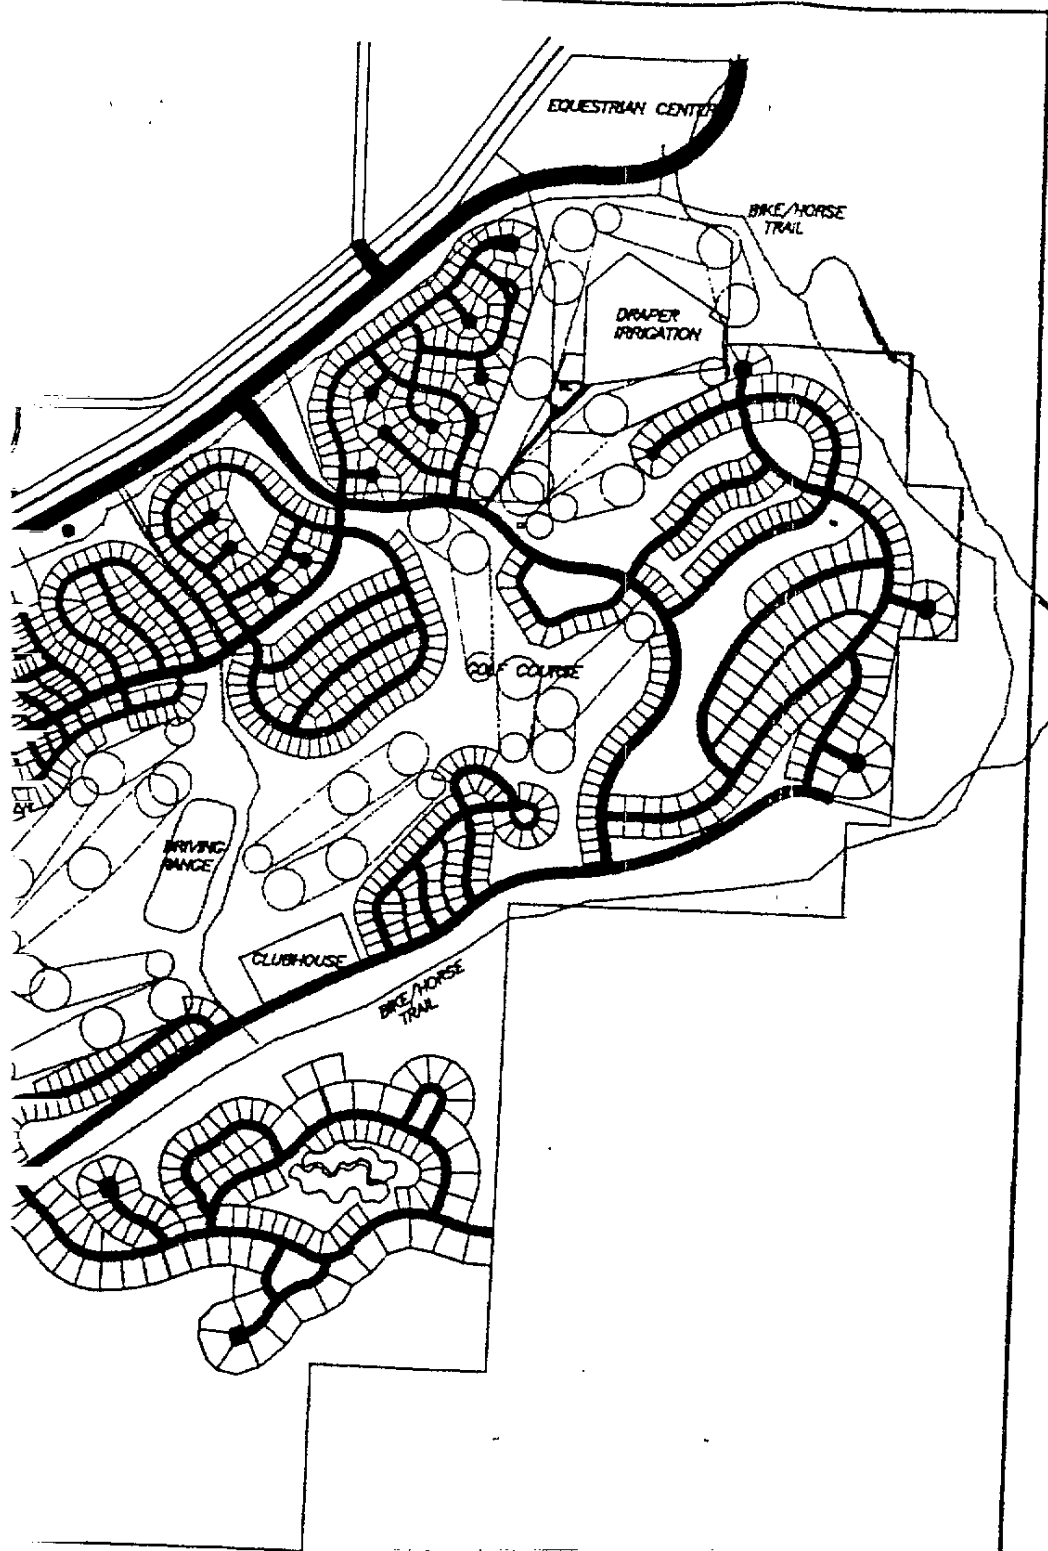 EQUESTRIAN CENTER
BIKE/HORSE
TRAIL
DRAPER
IRRIGATION
GOLF COURSE
DRIVING
RANGE
CLUBHOUSE
BIKE/HORSE
TRAIL